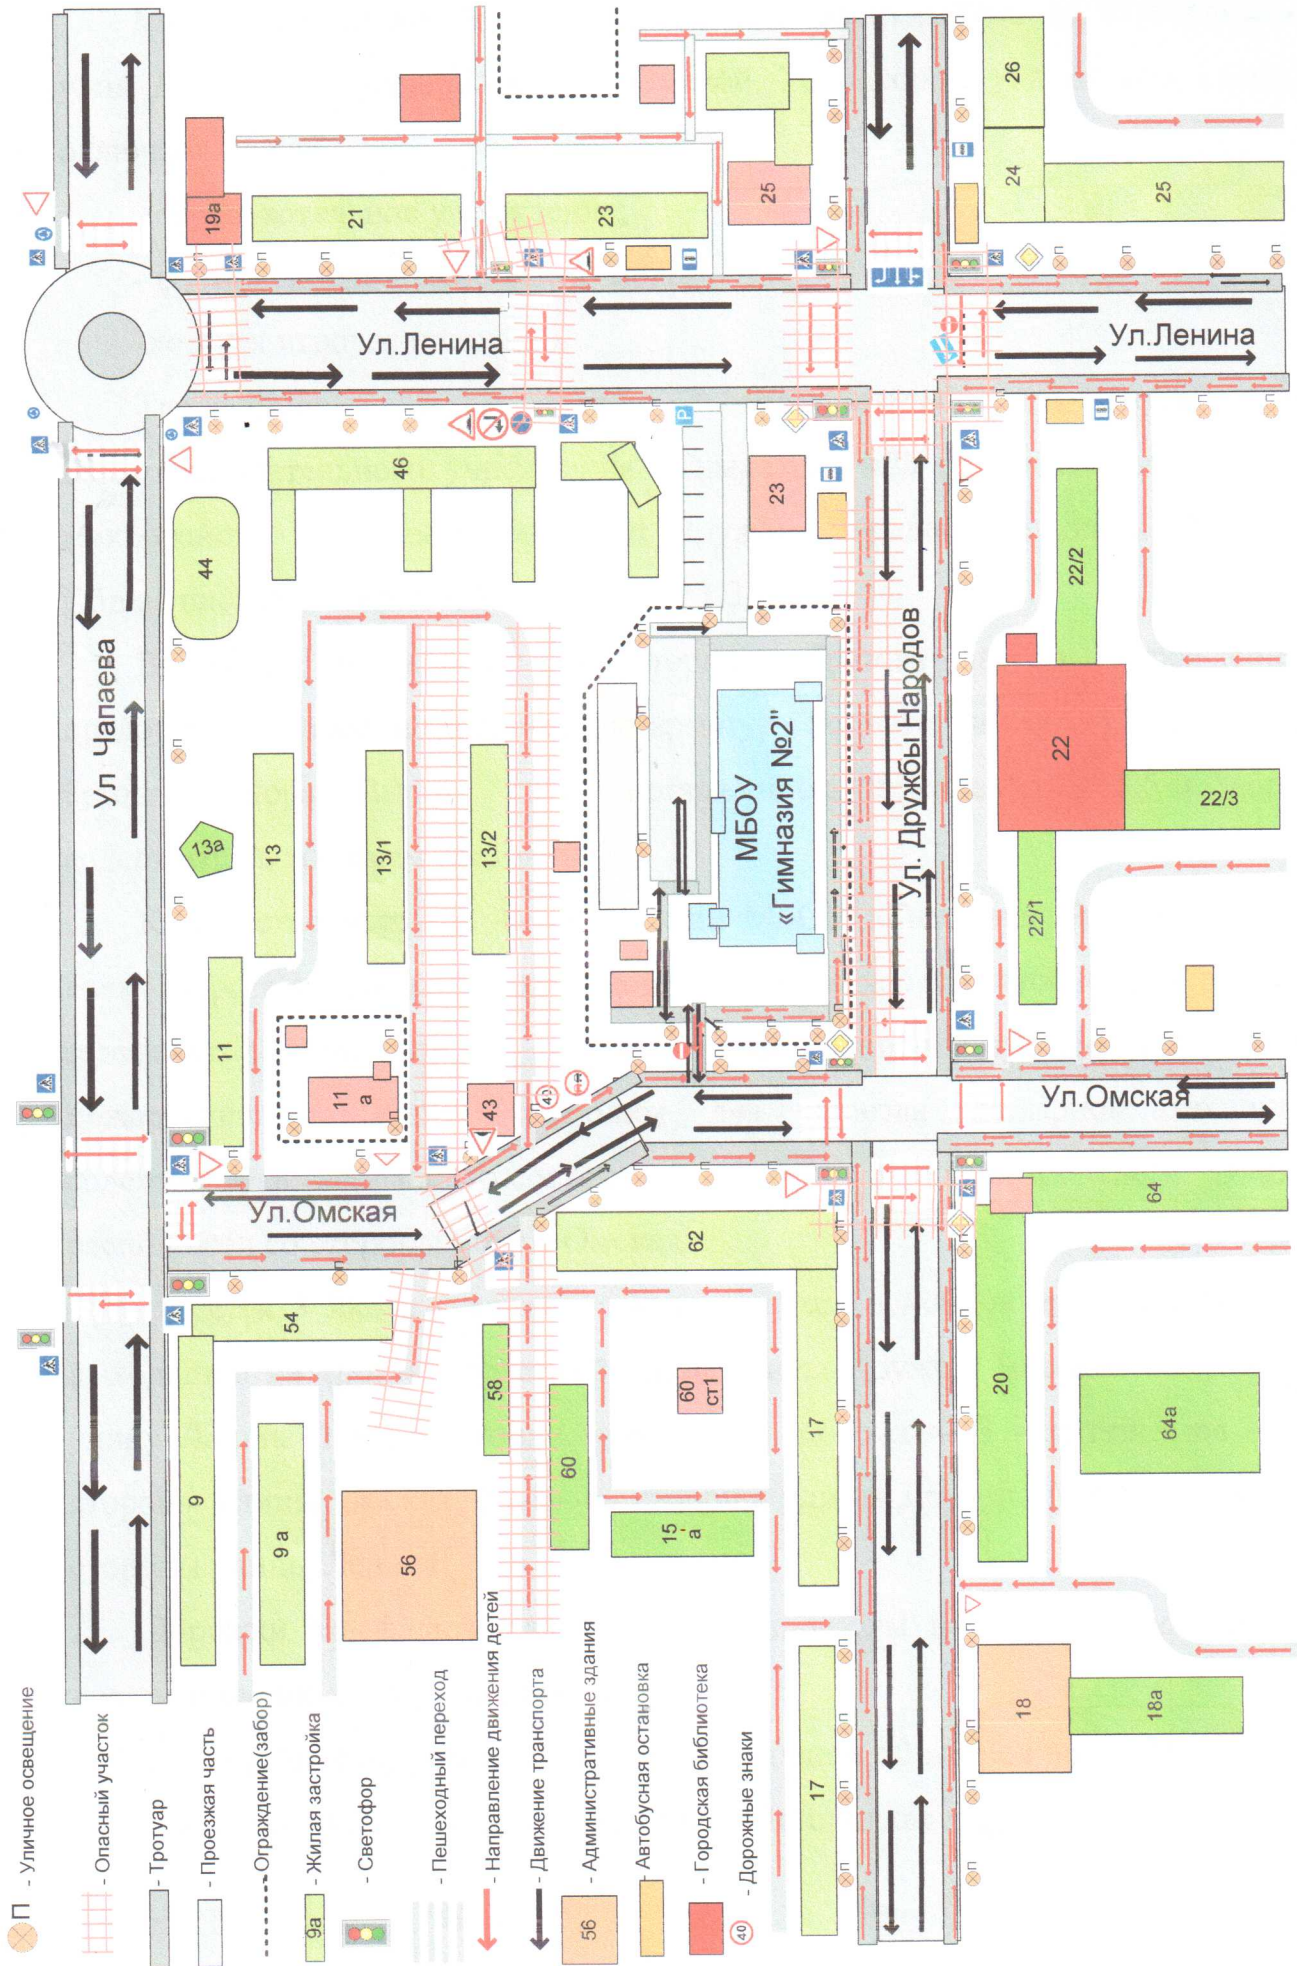 Ул Чапаева
Ул.Ленина
Ул.Ленина
Ул. Дружбы Народов
Ул.Омская
Ул.Омская
МБОУ
«Гимназия №2"
19а
21
23
25
26
24
25
46
44
23
P
13а
13
13/1
13/2
11
11
а
43
40
22/2
22
22/3
22/1
54
9
9 а
56
58
60
62
60
ст1
15-
а
17
17
64
20
64а
18
18а
П - Уличное освещение
- Опасный участок
- Тротуар
- Проезжая часть
- Ограждение(забор)
9а - Жилая застройка
- Светофор
- Пешеходный переход
- Направление движения детей
- Движение транспорта
56 - Административные здания
- Автобусная остановка
- Городская библиотека
40 - Дорожные знаки